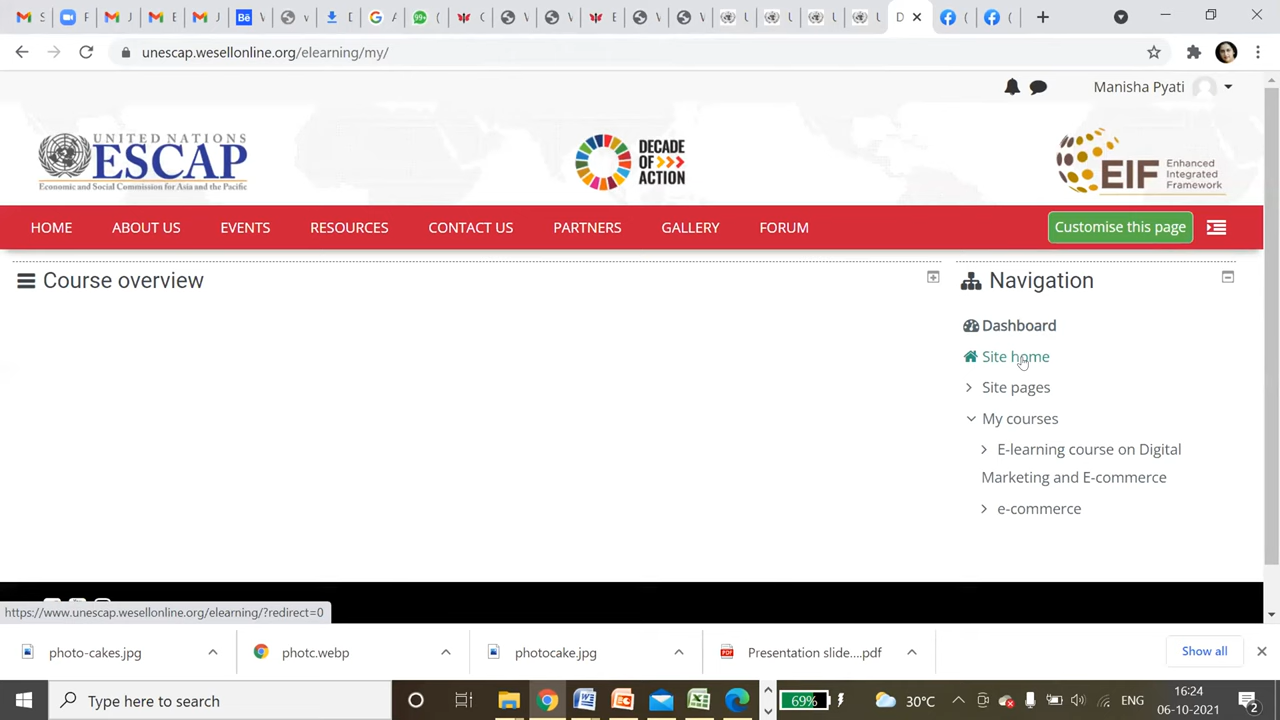 S
F
M
J
E
J
V
v
D
A
(
C
V
V
E
V
V
U
U
U
U
D
(
(
unescap.wesellonline.org/elearning/my/
Manisha Pyati
UNITED NATIONS
ESCAP
Economic and Social Commission for Asia and the Pacific
DECADE
OF >>>
ACTION
EIF
Enhanced
Integrated
Framework
HOME ABOUT US EVENTS RESOURCES CONTACT US PARTNERS GALLERY FORUM Customise this page
Course overview
Navigation
Dashboard
Site home
Site pages
My courses
E-learning course on Digital
Marketing and E-commerce
e-commerce
https://www.unescap.wesellonline.org/elearning/?redirect=0
photo-cakes.jpg photc.webp photocake.jpg Presentation slide....pdf Show all
Type here to search
69%
30°C
ENG
16:24
06-10-2021
2